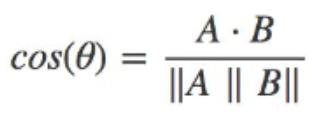 cos(θ) = A · B / ||A || B||